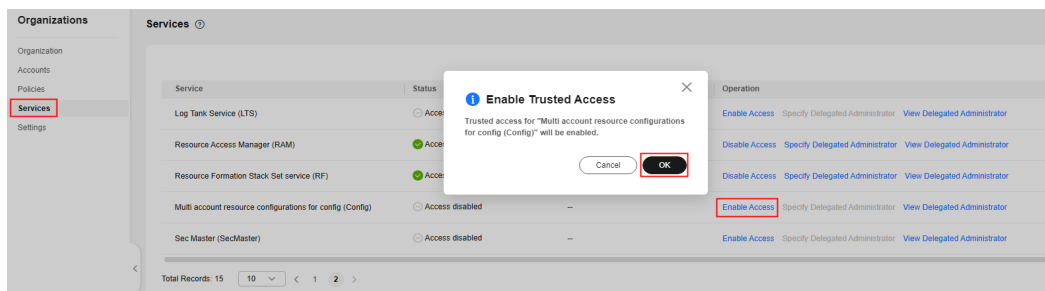 Organizations
Organization
Accounts
Policies
Services
Settings
Services
Service Status Operation
Log Tank Service (LTS) Enable Access Specify Delegated Administrator View Delegated Administrator
Resource Access Manager (RAM) Disable Access Specify Delegated Administrator View Delegated Administrator
Resource Formation Stack Set service (RF) Disable Access Specify Delegated Administrator View Delegated Administrator
Multi account resource configurations for config (Config) Access disabled -- Enable Access Specify Delegated Administrator View Delegated Administrator
Sec Master (SecMaster) Access disabled -- Enable Access Specify Delegated Administrator View Delegated Administrator
Total Records: 15 10 < 1 2 >
Enable Trusted Access
Trusted access for "Multi account resource configurations
for config (Config)" will be enabled.
Cancel OK